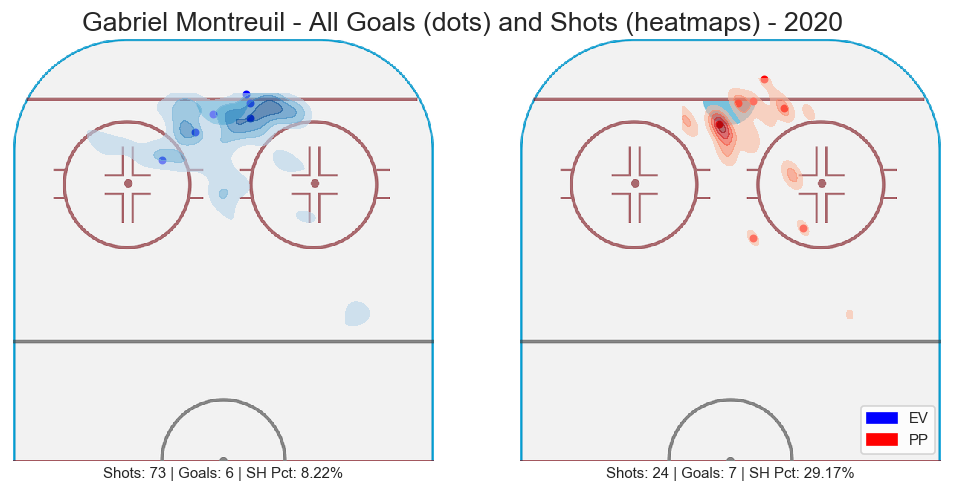 Gabriel Montreuil - All Goals (dots) and Shots (heatmaps) - 2020
EV
PP
Shots: 73 | Goals: 6 | SH Pct: 8.22%
Shots: 24 | Goals: 7 | SH Pct: 29.17%